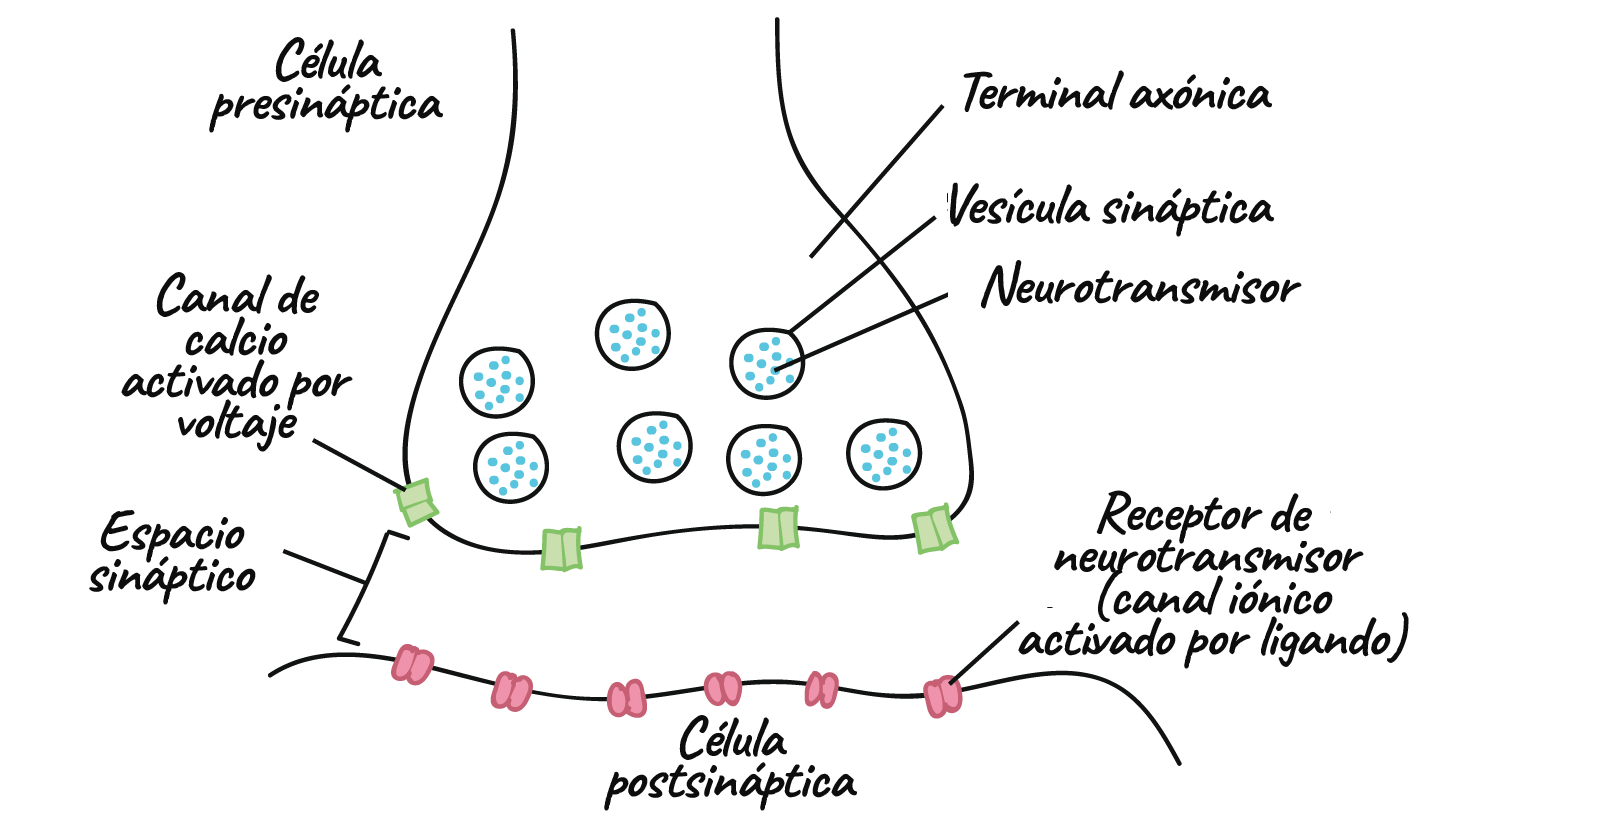 Célula
presináptica
Terminal axónica
Vesícula sináptica
Neurotransmisor
Canal de
calcio
activado por
voltaje
Espacio
sináptico
Receptor de
neurotransmisor
(canal iónico
activado por ligando)
Célula
postsináptica